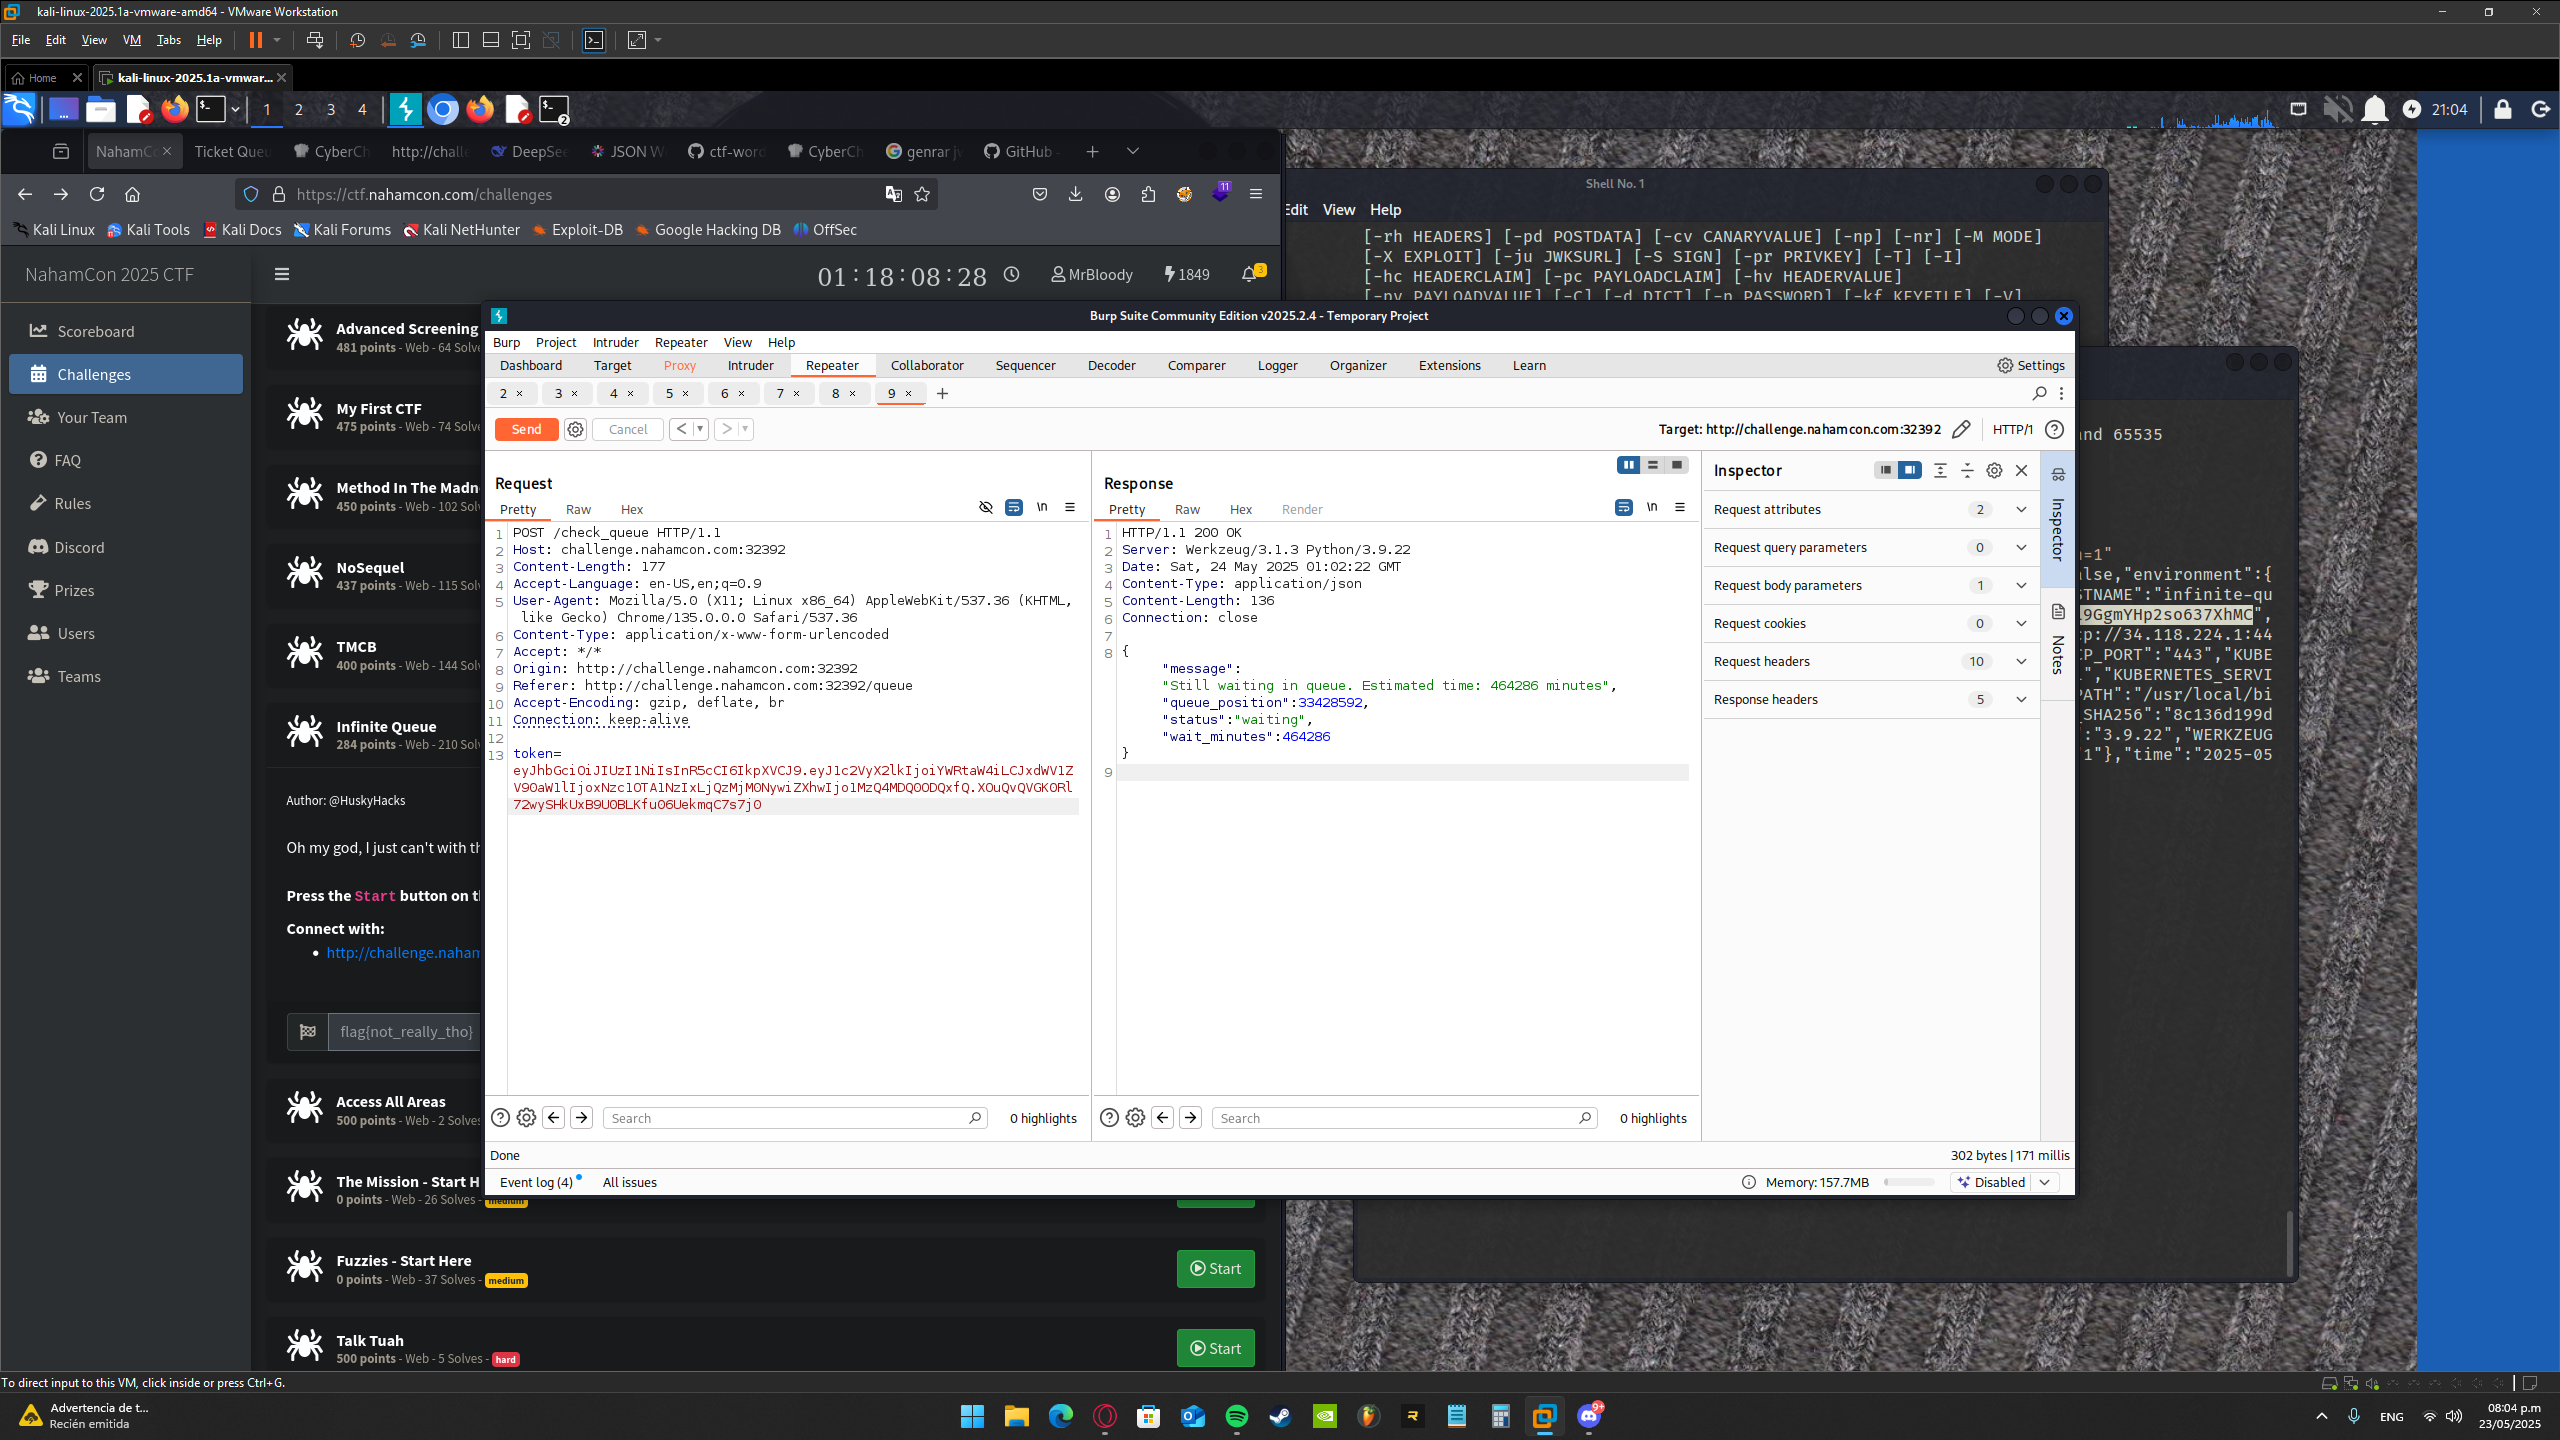 kali-linux-2025.1a-vmware-amd64 - VMware Workstation
File Edit View VM Tabs Help
Home
kali-linux-2025.1a-vmwar...
1 2 3 4
2
21:04
NahamCo
Ticket Queu
CyberCh
http://challe
DeepSee
JSON W
ctf-word
CyberCh
genrar jv
GitHub -
https://ctf.nahamcon.com/challenges
11
Kali Linux
Kali Tools
Kali Docs
Kali Forums
Kali NetHunter
Exploit-DB
Google Hacking DB
OffSec
NahamCon 2025 CTF
01:18:08:28
MrBloody
1849
3
Scoreboard
Challenges
Your Team
FAQ
Rules
Discord
Prizes
Users
Teams
Advanced Screening
481 points - Web - 64 Solve
My First CTF
475 points - Web - 74 Solve
Method In The Madn
450 points - Web - 102 Solv
NoSequel
437 points - Web - 115 Solv
TMCB
400 points - Web - 144 Solv
Infinite Queue
284 points - Web - 210 Solv
Author: @HuskyHacks
Oh my god, I just can't with th
Press the Start button on th
Connect with:
http://challenge.naham
flag{not_really_tho}
Access All Areas
500 points - Web - 2 Solves
The Mission - Start H
0 points - Web - 26 Solves - medium
Fuzzies - Start Here
0 points - Web - 37 Solves - medium
Start
Talk Tuah
500 points - Web - 5 Solves - hard
Start
Shell No. 1
Edit View Help
[-rh HEADERS] [-pd POSTDATA] [-cv CANARYVALUE] [-np] [-nr] [-M MODE]
[-X EXPLOIT] [-ju JWKSURL] [-S SIGN] [-pr PRIVKEY] [-T] [-I]
[-hc HEADERCLAIM] [-pc PAYLOADCLAIM] [-hv HEADERVALUE]
[-pv PAYLOADVALUE] [-C] [-d DICT] [-p PASSWORD] [-kf KEYFILE] [-V]
Burp Suite Community Edition v2025.2.4 - Temporary Project
Burp Project Intruder Repeater View Help
Dashboard Target Proxy Intruder Repeater Collaborator Sequencer Decoder Comparer Logger Organizer Extensions Learn
Settings
2 × 3 × 4 × 5 × 6 × 7 × 8 × 9 × +
Send
Cancel
Target: http://challenge.nahamcon.com:32392
HTTP/1
Request
Pretty Raw Hex
\n
1 POST /check_queue HTTP/1.1
2 Host: challenge.nahamcon.com:32392
3 Content-Length: 177
4 Accept-Language: en-US,en;q=0.9
5 User-Agent: Mozilla/5.0 (X11; Linux x86_64) AppleWebKit/537.36 (KHTML,
like Gecko) Chrome/135.0.0.0 Safari/537.36
6 Content-Type: application/x-www-form-urlencoded
7 Accept: */*
8 Origin: http://challenge.nahamcon.com:32392
9 Referer: http://challenge.nahamcon.com:32392/queue
10 Accept-Encoding: gzip, deflate, br
11 Connection: keep-alive
12
13 token=
eyJhbGciOiJIUzI1NiIsInR5cCI6IkpXVCJ9.eyJ1c2VyX2lkIjoiYWRtaW4iLCJxdWV1Z
V90aW1lIjoxNzc1OTA1NzIxLjQzMjM0NywiZXhwIjo1MzQ4MDQ0ODQxfQ.XOuQvQVGK0Rl
72wySHkUxB9U0BLKfuO6UekmqC7s7j0
Response
Pretty Raw Hex Render
\n
1 HTTP/1.1 200 OK
2 Server: Werkzeug/3.1.3 Python/3.9.22
3 Date: Sat, 24 May 2025 01:02:22 GMT
4 Content-Type: application/json
5 Content-Length: 136
6 Connection: close
7
8 {
"message":
"Still waiting in queue. Estimated time: 464286 minutes",
"queue_position":33428592,
"status":"waiting",
"wait_minutes":464286
}
9
Inspector
Request attributes 2
Request query parameters 0
Request body parameters 1
Request cookies 0
Request headers 10
Response headers 5
Inspector
Notes
Search
0 highlights
Search
0 highlights
Done
302 bytes | 171 millis
Event log (4)
All issues
Memory: 157.7MB
Disabled
nd 65535
=1"
lse,"environment":{
STNAME":"infinite-qu
9GgmYHp2so637XhMC",
p://34.118.224.1:44
P_PORT":"443","KUBE
","KUBERNETES_SERVI
PATH":"/usr/local/bi
_SHA256":"8c136d199d
":"3.9.22","WERKZEUG
1"},"time":"2025-05
To direct input to this VM, click inside or press Ctrl+G.
Advertencia de t...
Recién emitida
9+
ENG
08:04 p.m
23/05/2025